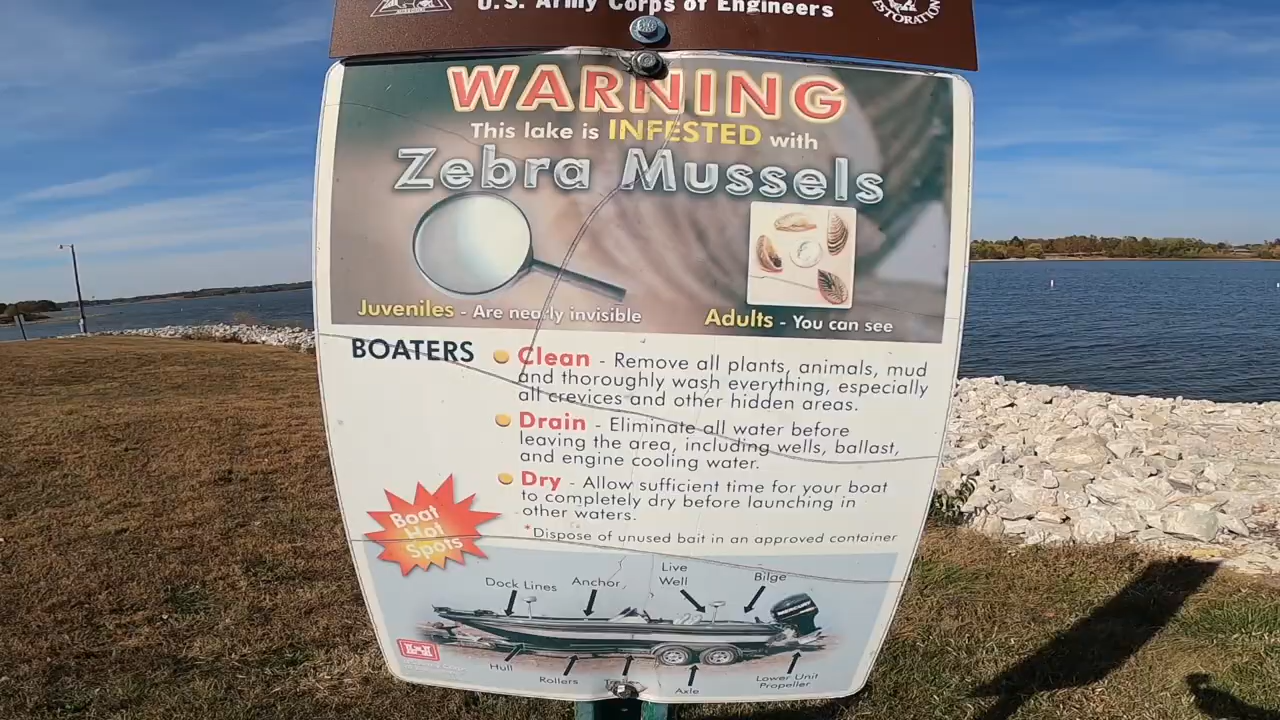 U.S. Army Corps of Engineers
WARNING
This lake is INFESTED with
Zebra Mussels
Juveniles - Are nearly invisible
Adults - You can see
BOATERS
Clean - Remove all plants, animals, mud
and thoroughly wash everything, especially
all crevices and other hidden areas.
Drain - Eliminate all water before
leaving the area, including wells, ballast,
and engine cooling water.
Dry - Allow sufficient time for your boat
to completely dry before launching in
other waters.
*Dispose of unused bait in an approved container
Boat
Hot
Spots
Dock Lines
Anchor
Live
Well
Bilge
MERCURY
Hull
Rollers
Axle
Lower Unit
Propeller